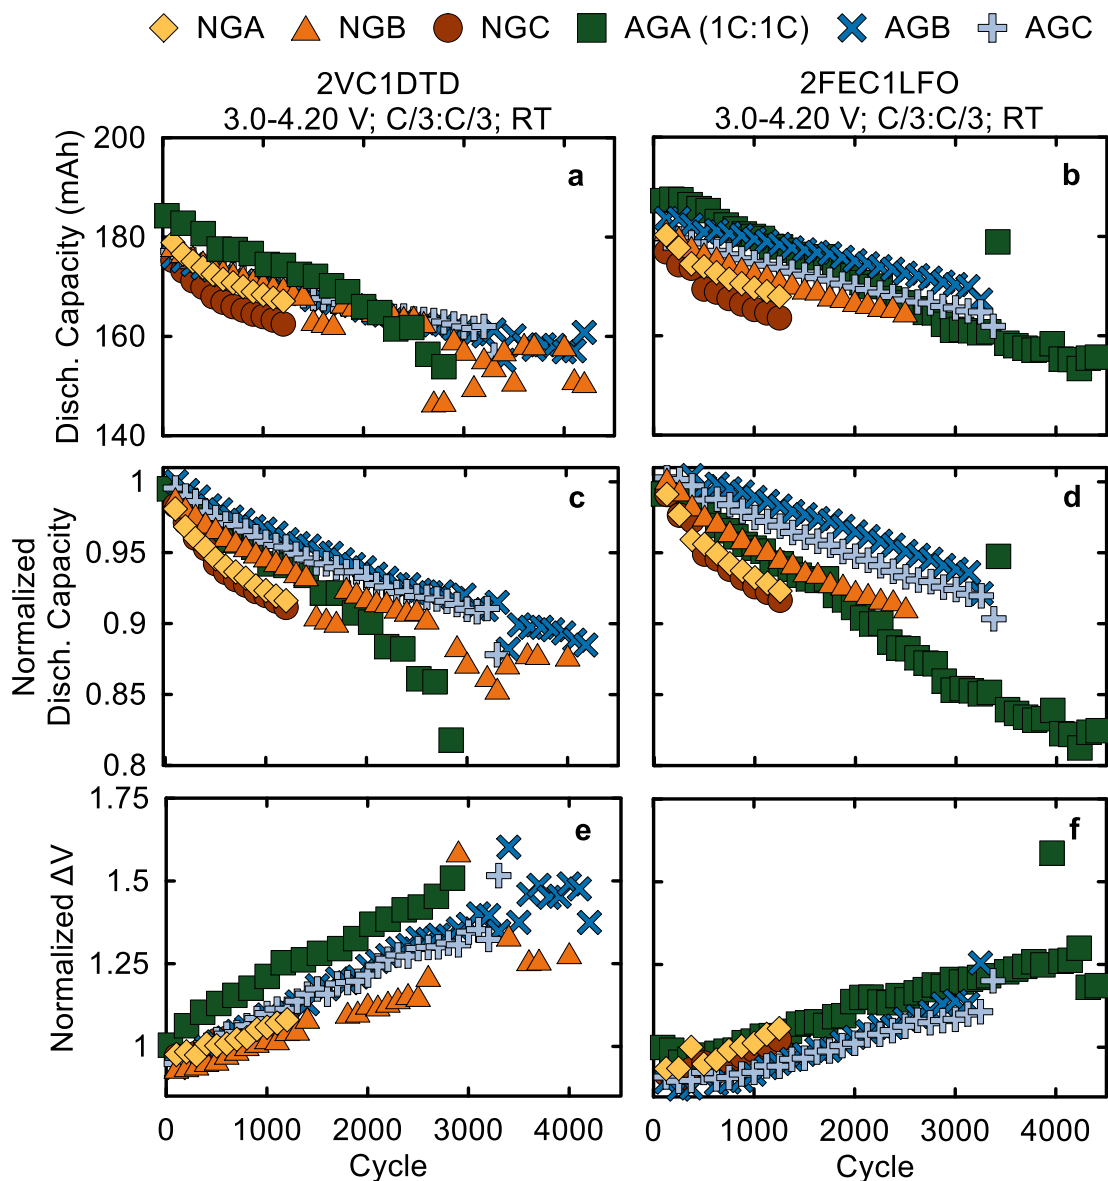 NGA NGB NGC AGA (1C:1C) AGB AGC
2VC1DTD
3.0-4.20 V; C/3:C/3; RT
2FEC1LFO
3.0-4.20 V; C/3:C/3; RT
Disch. Capacity (mAh)
200
180
160
140
a
b
Normalized
Disch. Capacity
1
0.95
0.9
0.85
0.8
c
d
Normalized ΔV
1.75
1.5
1.25
1
e
f
0 1000 2000 3000 4000
Cycle
0 1000 2000 3000 4000
Cycle